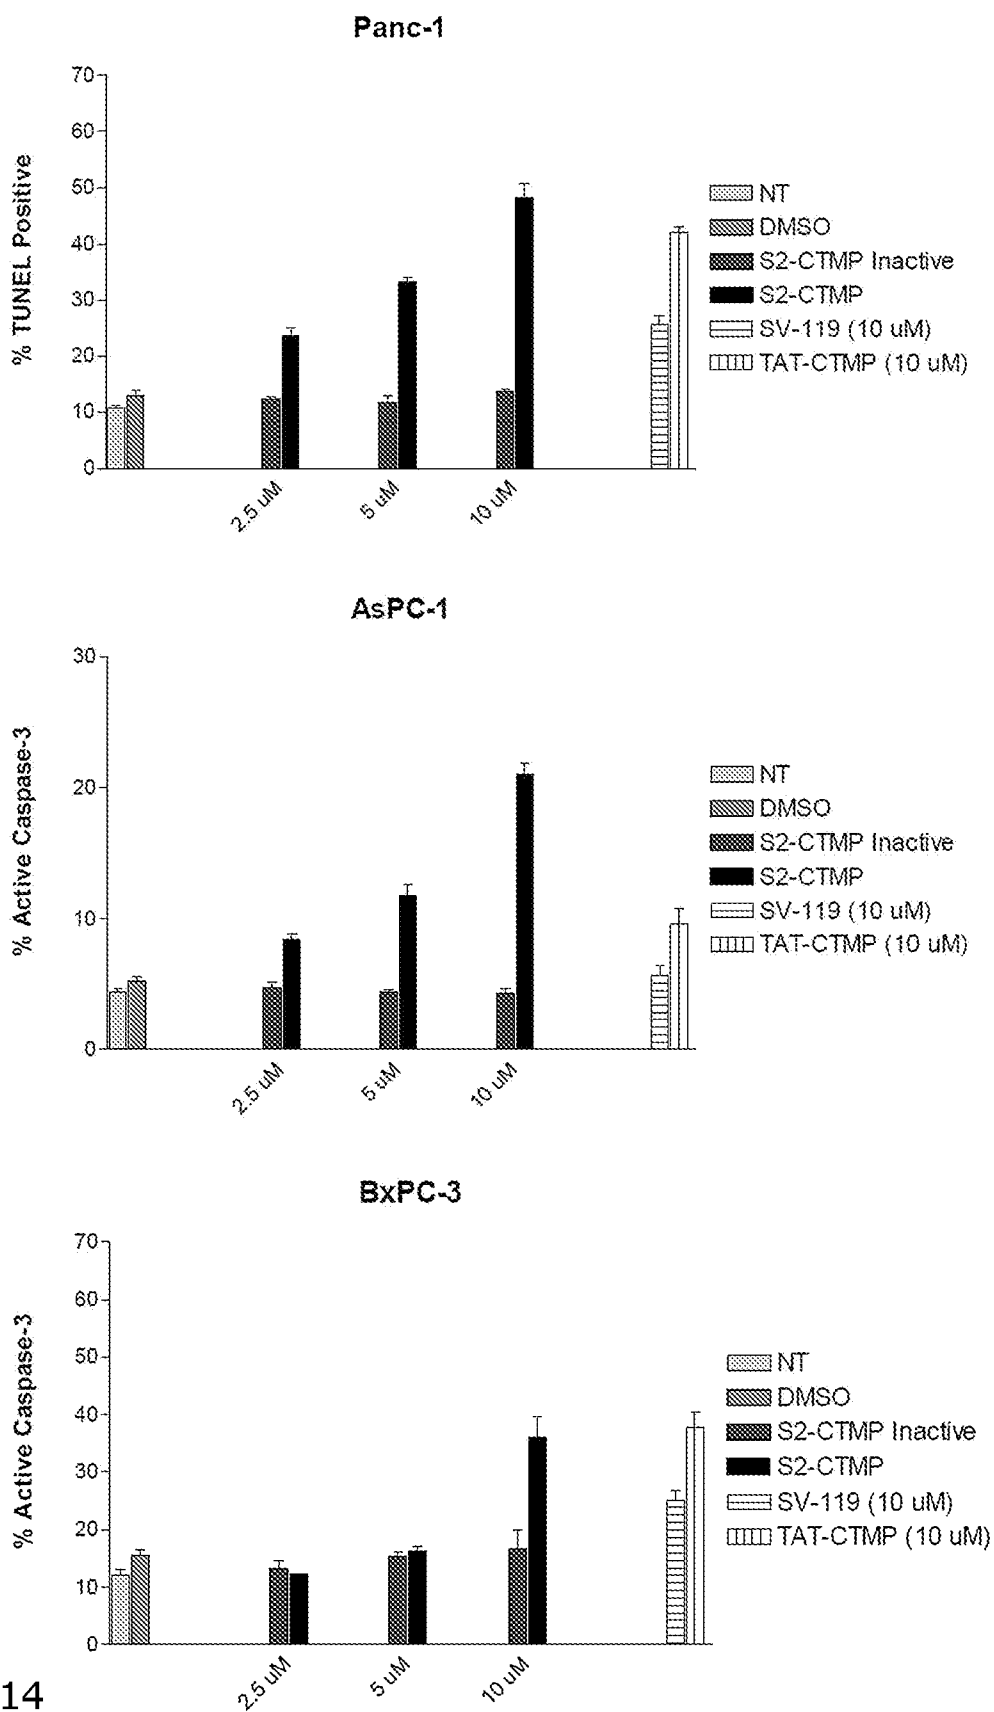 Panc-1
% TUNEL Positive
70
60
50
40
30
20
10
0
2.5 uM
5 uM
10 uM
NT
DMSO
S2-CTMP Inactive
S2-CTMP
SV-119 (10 uM)
TAT-CTMP (10 uM)
AsPC-1
% Active Caspase-3
30
20
10
0
2.5 uM
5 uM
10 uM
NT
DMSO
S2-CTMP Inactive
S2-CTMP
SV-119 (10 uM)
TAT-CTMP (10 uM)
BxPC-3
% Active Caspase-3
70
60
50
40
30
20
10
0
2.5 uM
5 uM
10 uM
NT
DMSO
S2-CTMP Inactive
S2-CTMP
SV-119 (10 uM)
TAT-CTMP (10 uM)
14